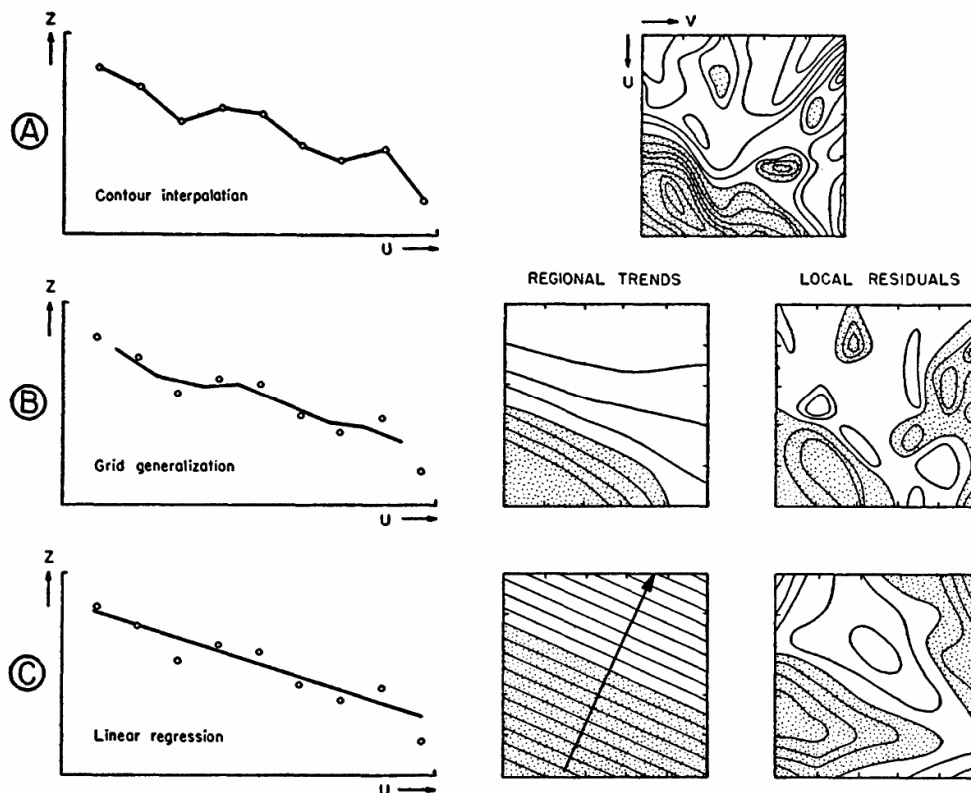 Z
A
Contour interpalation
U
V
U
REGIONAL TRENDS
LOCAL RESIDUALS
Z
B
Grid generalization
U
Z
C
Linear regression
U